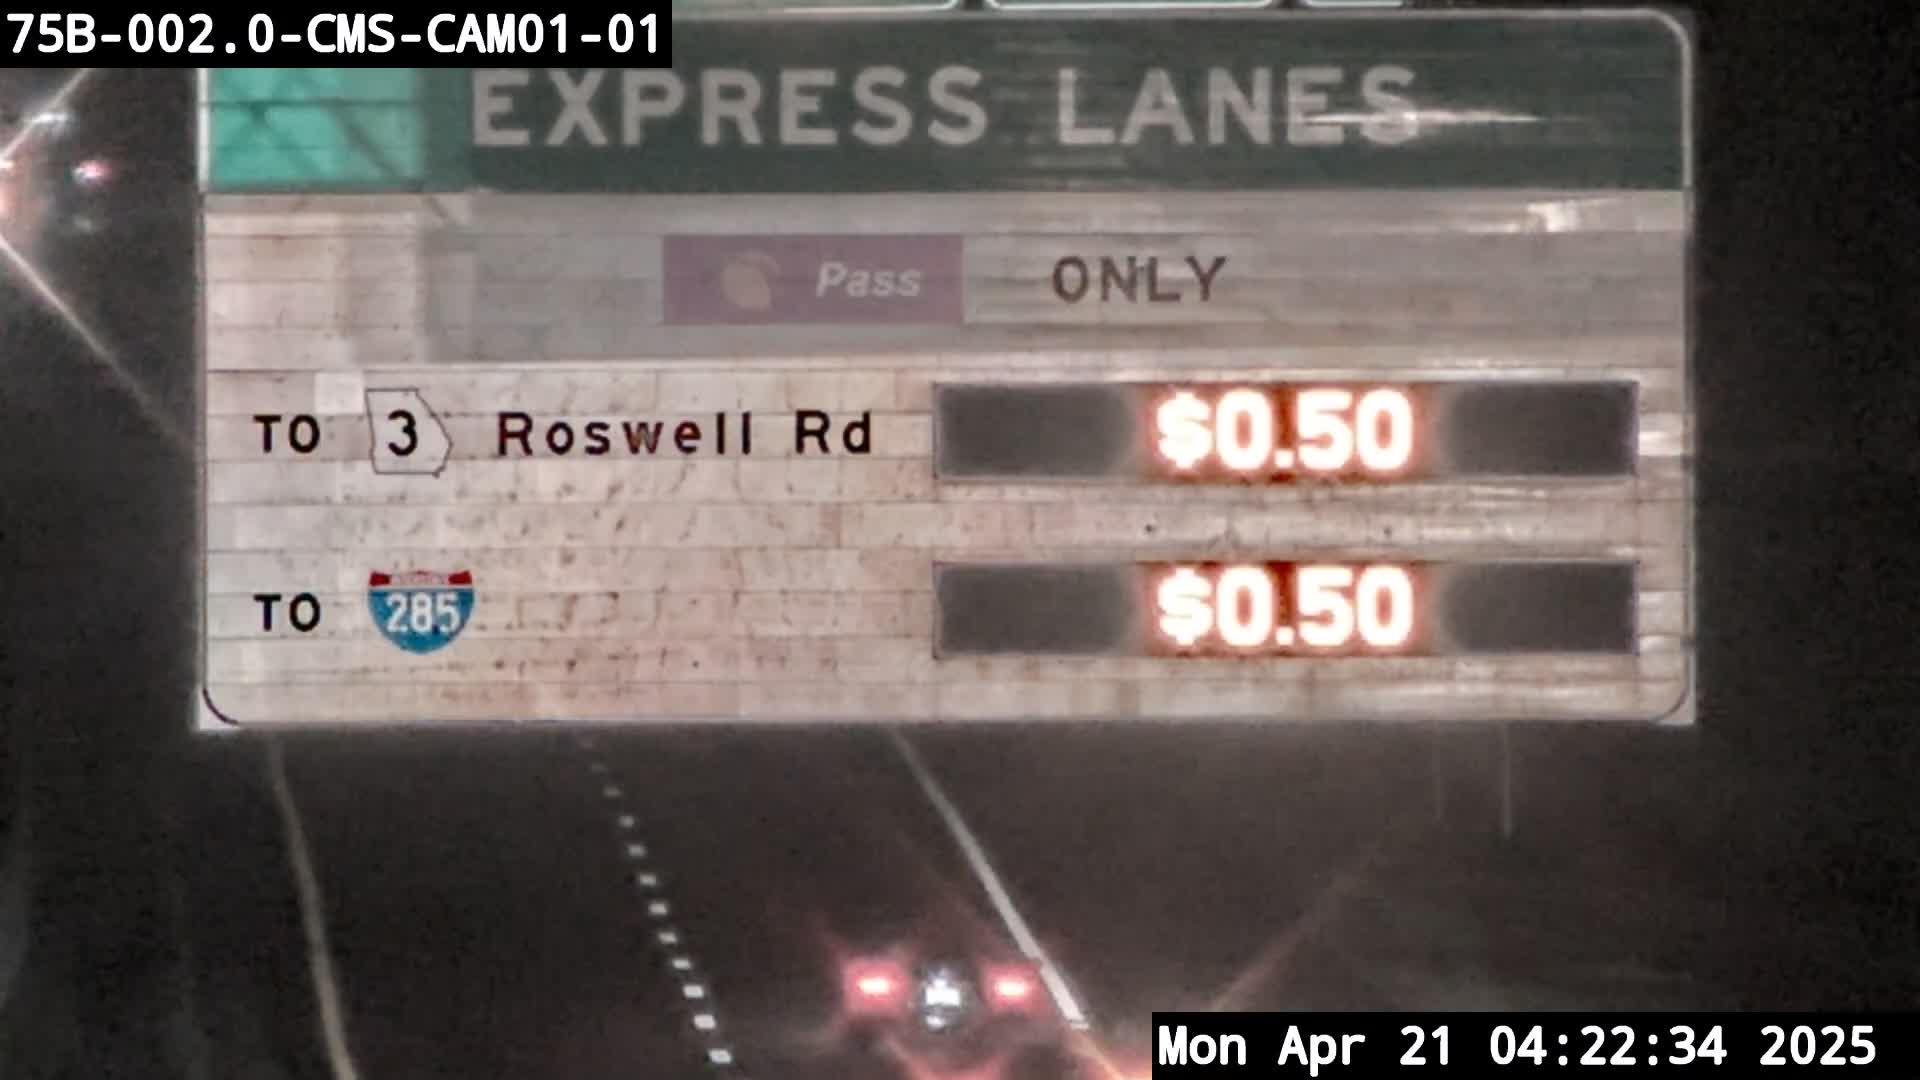 75B-002.0-CMS-CAM01-01
EXPRESS LANES
Pass ONLY
TO 3 Roswell Rd $0.50
TO 285 $0.50
Mon Apr 21 04:22:34 2025